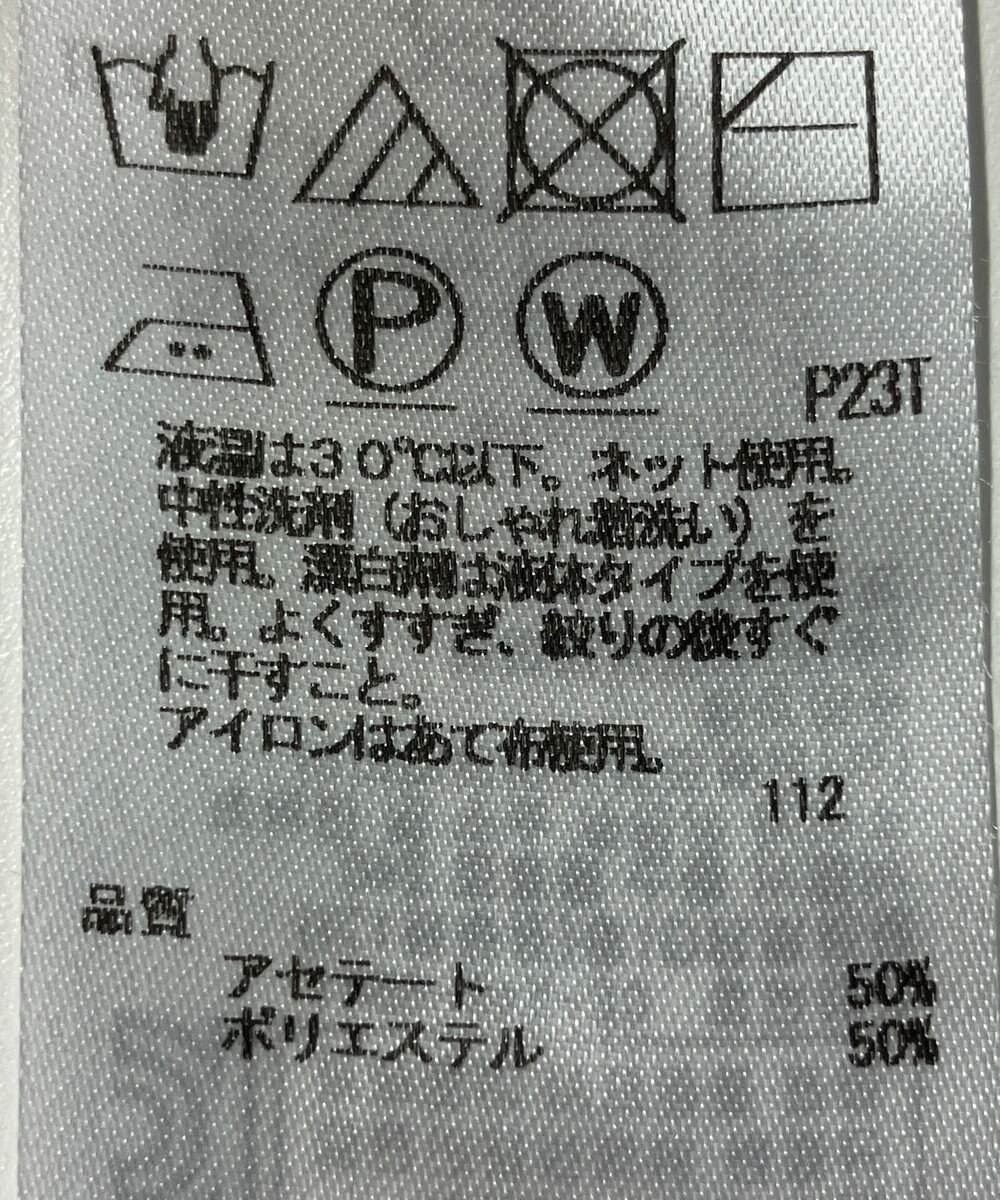 P W
P23T
液温は30℃以下。ネット使用。
中性洗剤(おしゃれ着洗い)を
使用。漂白剤は液体タイプを使
用。よくすすぎ、絞りの後すぐ
に干すこと。
アイロンはあて布使用。
112
品質
アセテート 50%
ポリエステル 50%